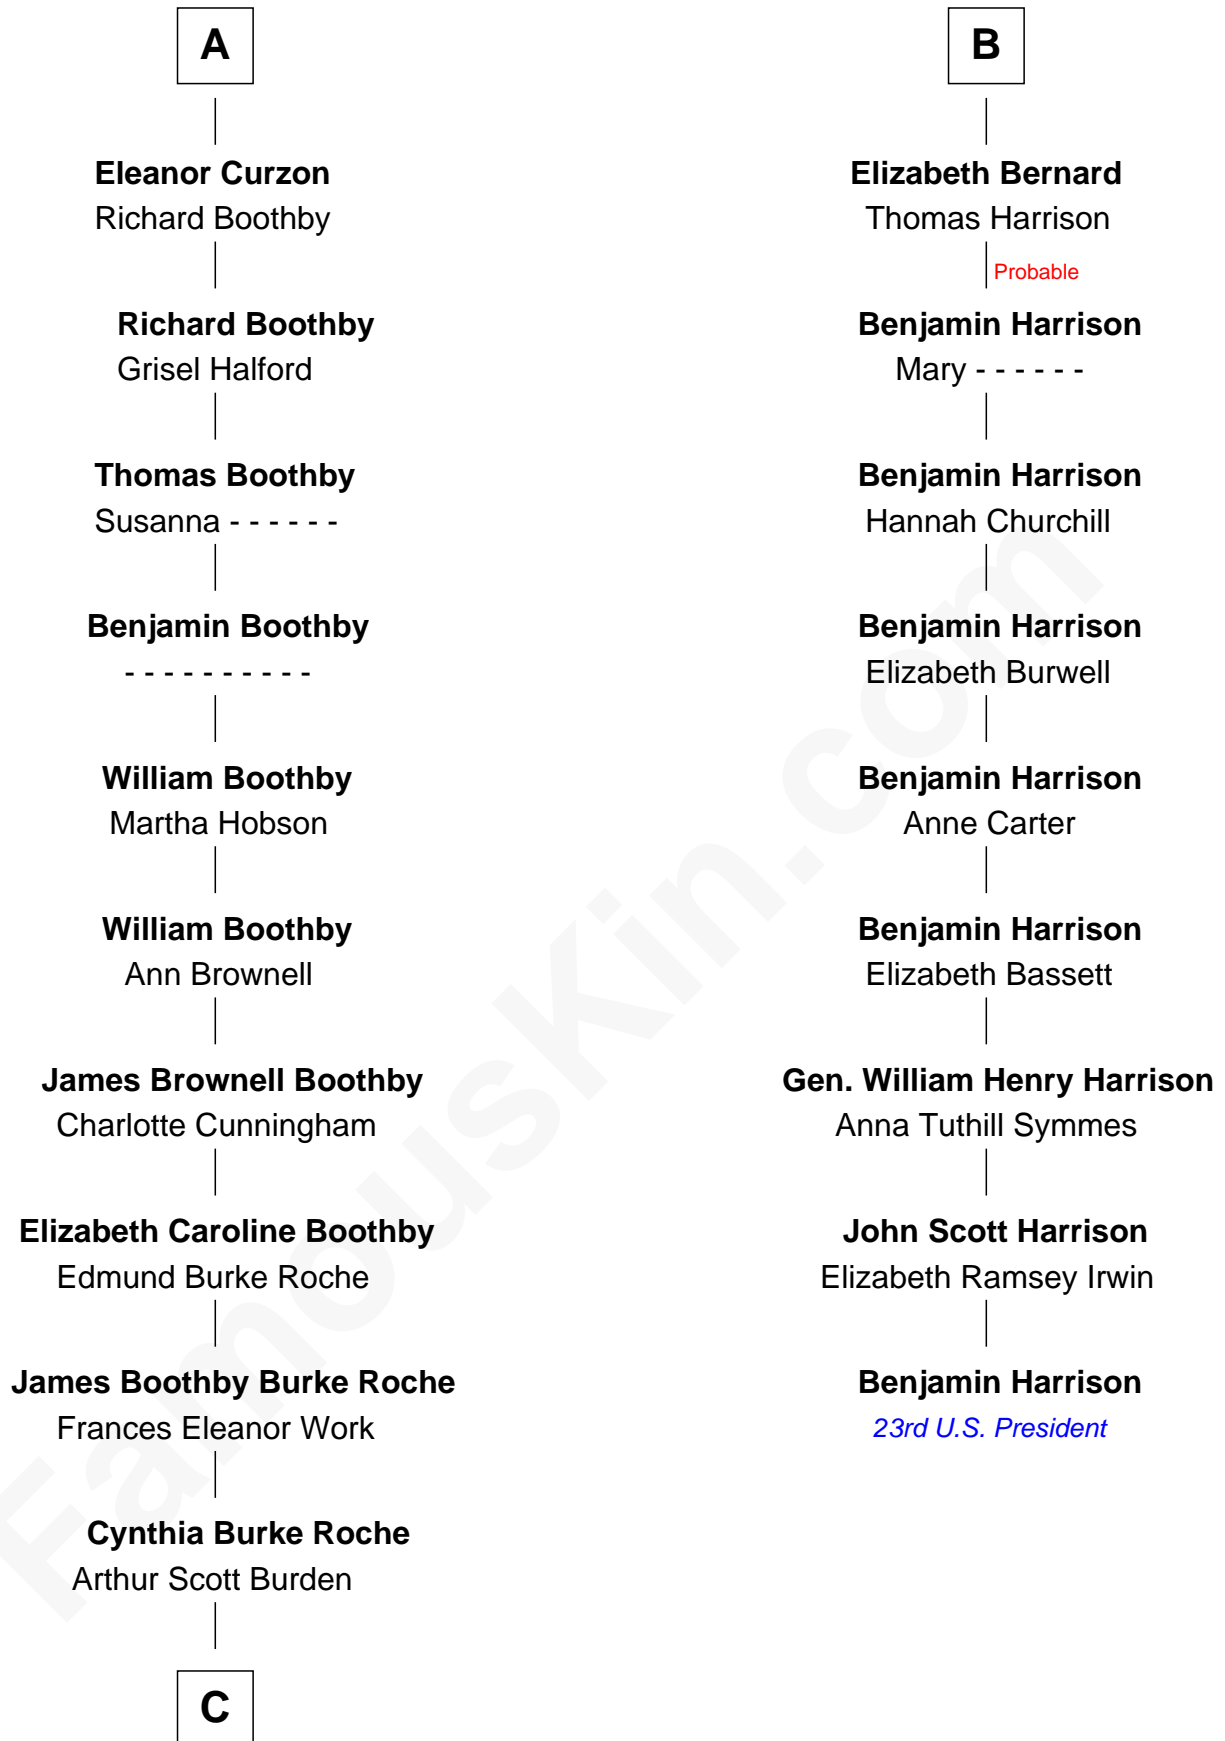 A
Eleanor Curzon
Richard Boothby
Richard Boothby
Grisel Halford
Thomas Boothby
Susanna - - - - - -
Benjamin Boothby
- - - - - - - - - -
William Boothby
Martha Hobson
William Boothby
Ann Brownell
James Brownell Boothby
Charlotte Cunningham
Elizabeth Caroline Boothby
Edmund Burke Roche
James Boothby Burke Roche
Frances Eleanor Work
Cynthia Burke Roche
Arthur Scott Burden
C
B
Elizabeth Bernard
Thomas Harrison
Probable
Benjamin Harrison
Mary - - - - - -
Benjamin Harrison
Hannah Churchill
Benjamin Harrison
Elizabeth Burwell
Benjamin Harrison
Anne Carter
Benjamin Harrison
Elizabeth Bassett
Gen. William Henry Harrison
Anna Tuthill Symmes
John Scott Harrison
Elizabeth Ramsey Irwin
Benjamin Harrison
23rd U.S. President
FamousKin.com